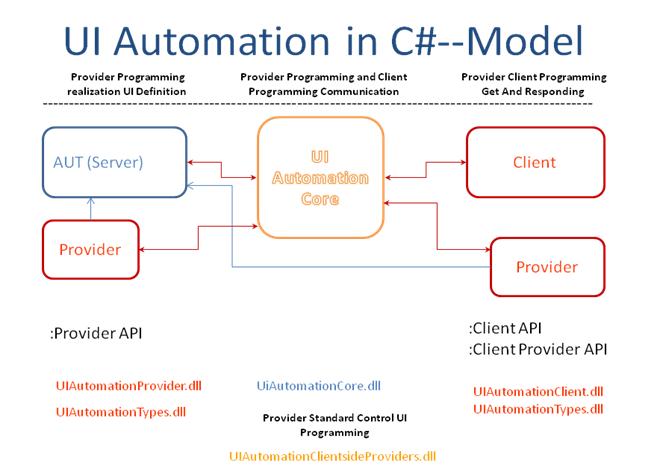 UI Automation in C#--Model
Provider Programming
realization UI Definition
Provider Programming and Client
Programming Communication
Provider Client Programming
Get And Responding
AUT (Server)
UI
Automation
Core
Client
Provider
Provider
:Provider API
:Client API
:Client Provider API
UIAutomationProvider.dll
UIAutomationTypes.dll
UiAutomationCore.dll
Provider Standard Control UI
Programming
UIAutomationClientsideProviders.dll
UIAutomationClient.dll
UIAutomationTypes.dll